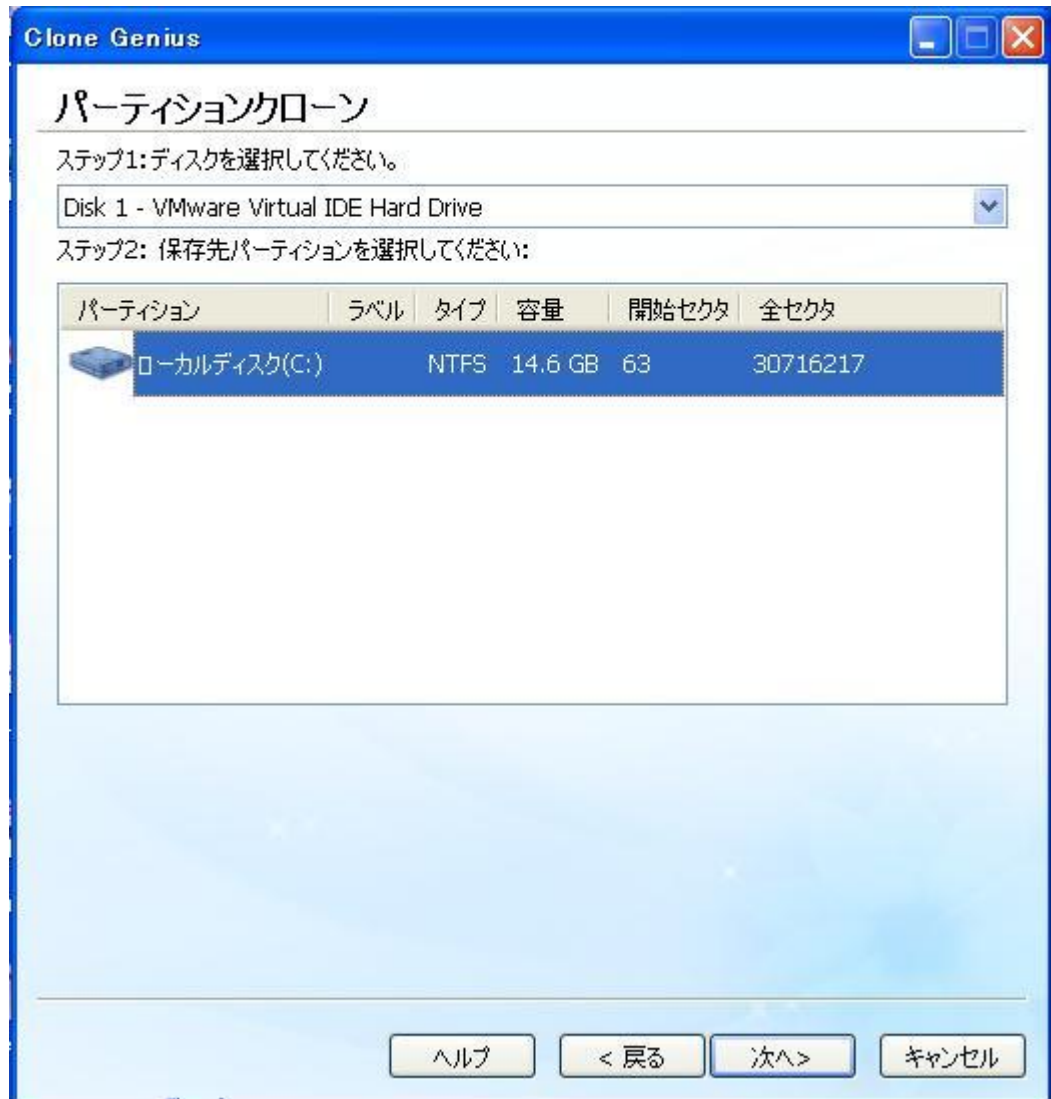 Clone Genius
パーティションクローン
ステップ1:ディスクを選択してください。
Disk 1 - VMware Virtual IDE Hard Drive
ステップ2: 保存先パーティションを選択してください:
パーティション ラベル タイプ 容量 開始セクタ 全セクタ
ローカルディスク(C:) NTFS 14.6 GB 63 30716217
ヘルプ < 戻る 次へ> キャンセル